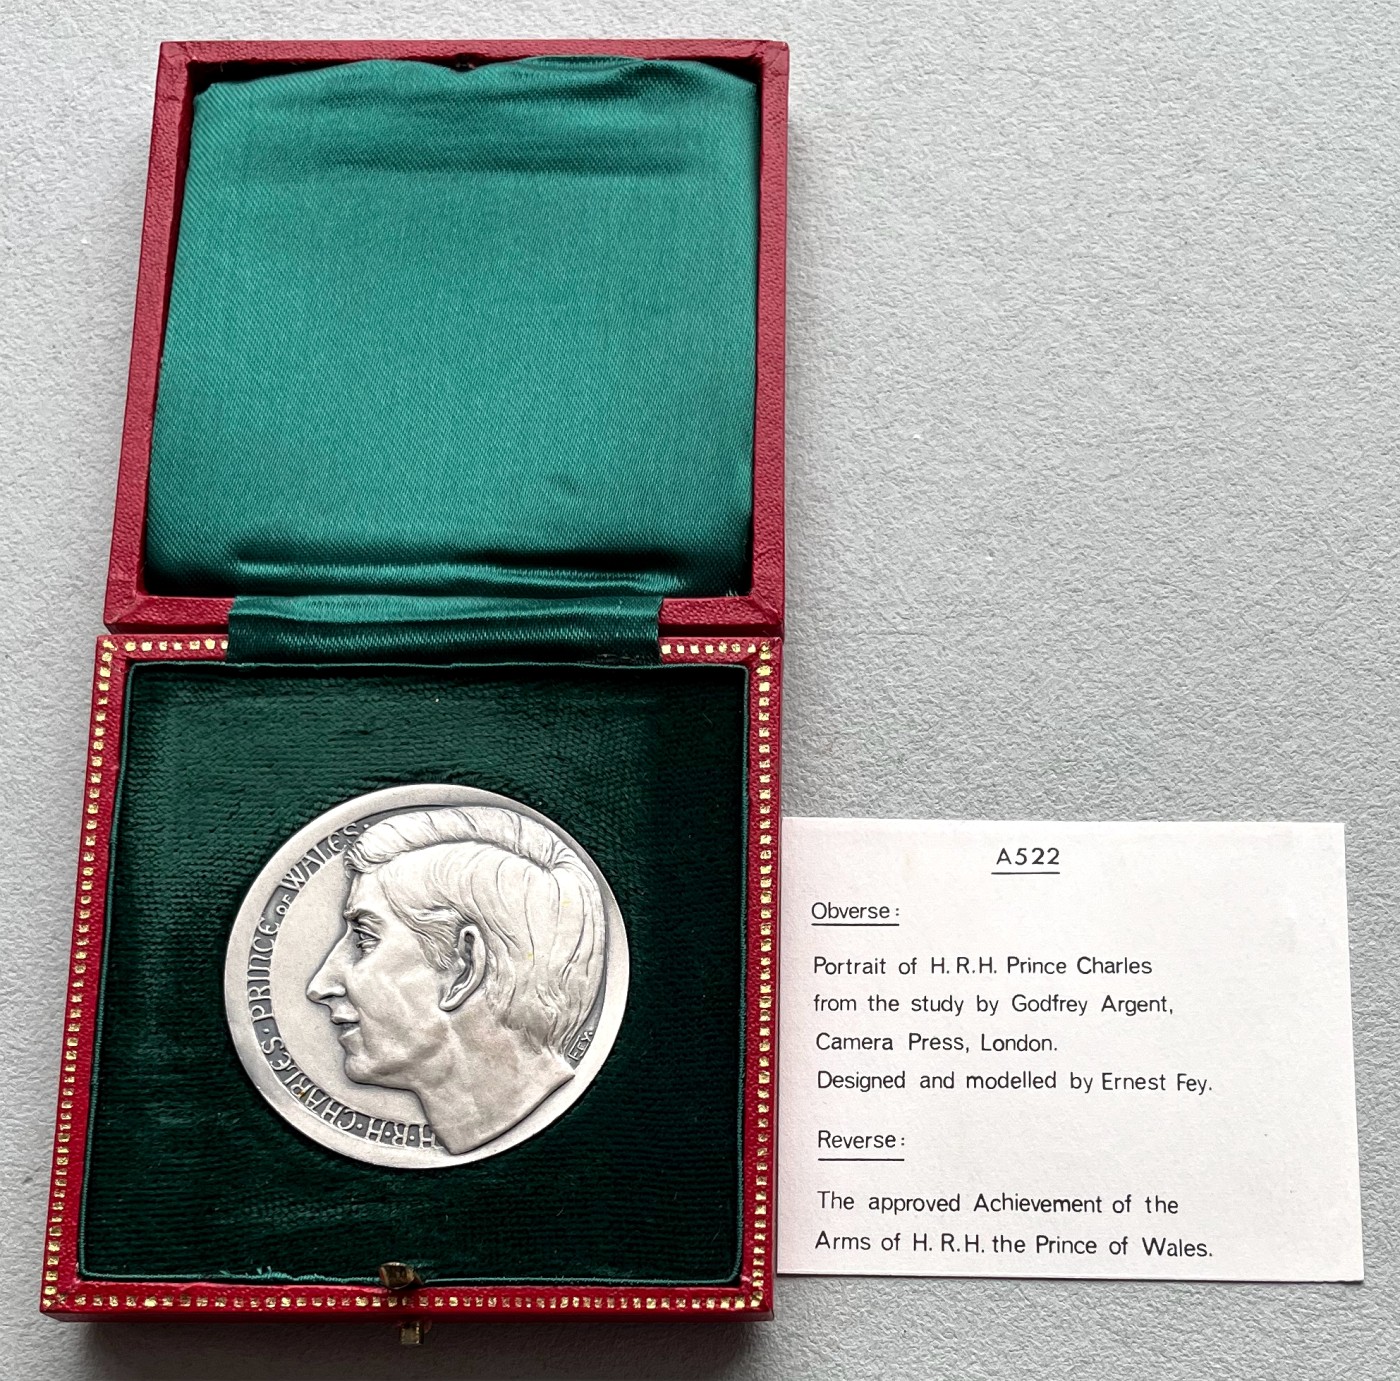 H·R·H·CHARLES·PRINCE OF WALES·
FEY·
A522
Obverse:
Portrait of H.R.H. Prince Charles
from the study by Godfrey Argent,
Camera Press, London.
Designed and modelled by Ernest Fey.
Reverse:
The approved Achievement of the
Arms of H.R.H. the Prince of Wales.